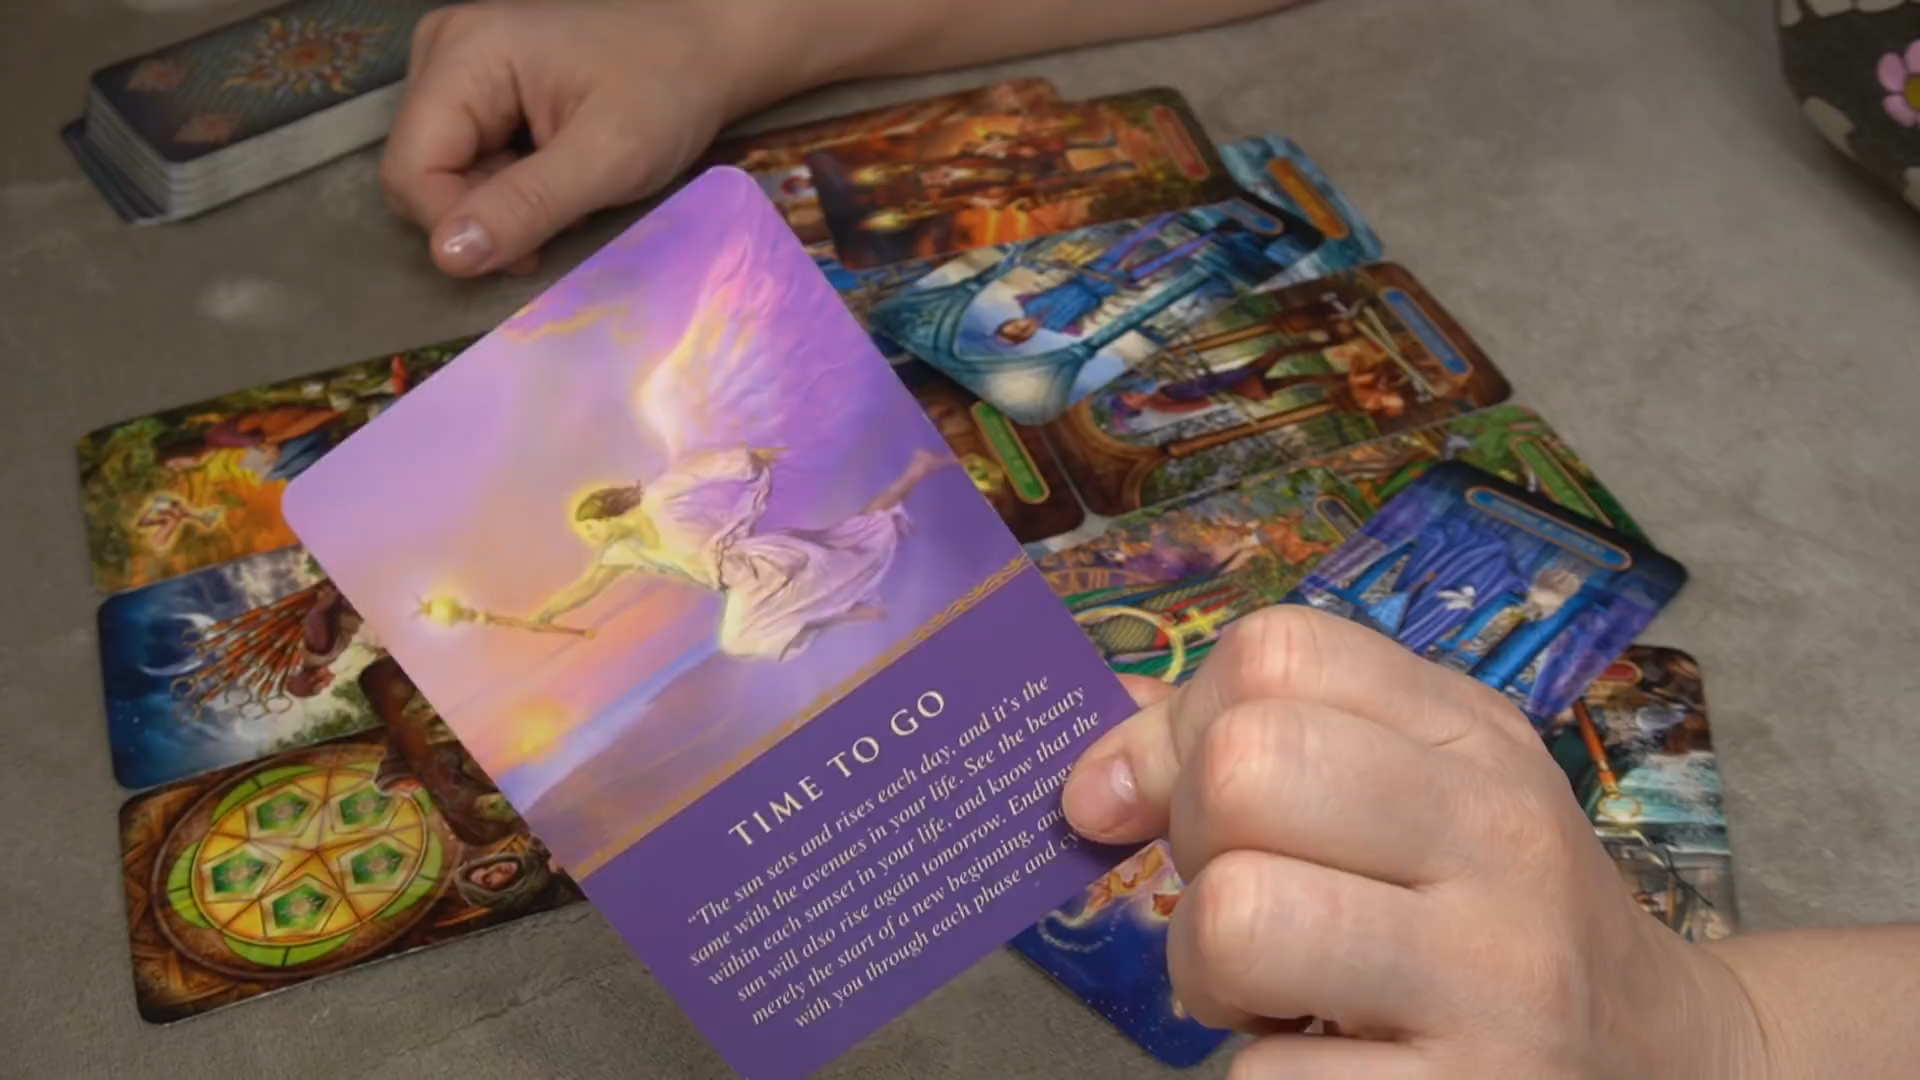 TIME TO GO
“The sun sets and rises each day, and it’s the
same with the avenues in your life. See the beauty
within each sunset in your life, and know that the
sun will also rise again tomorrow. Endings
merely the start of a new beginning, and
with you through each phase and